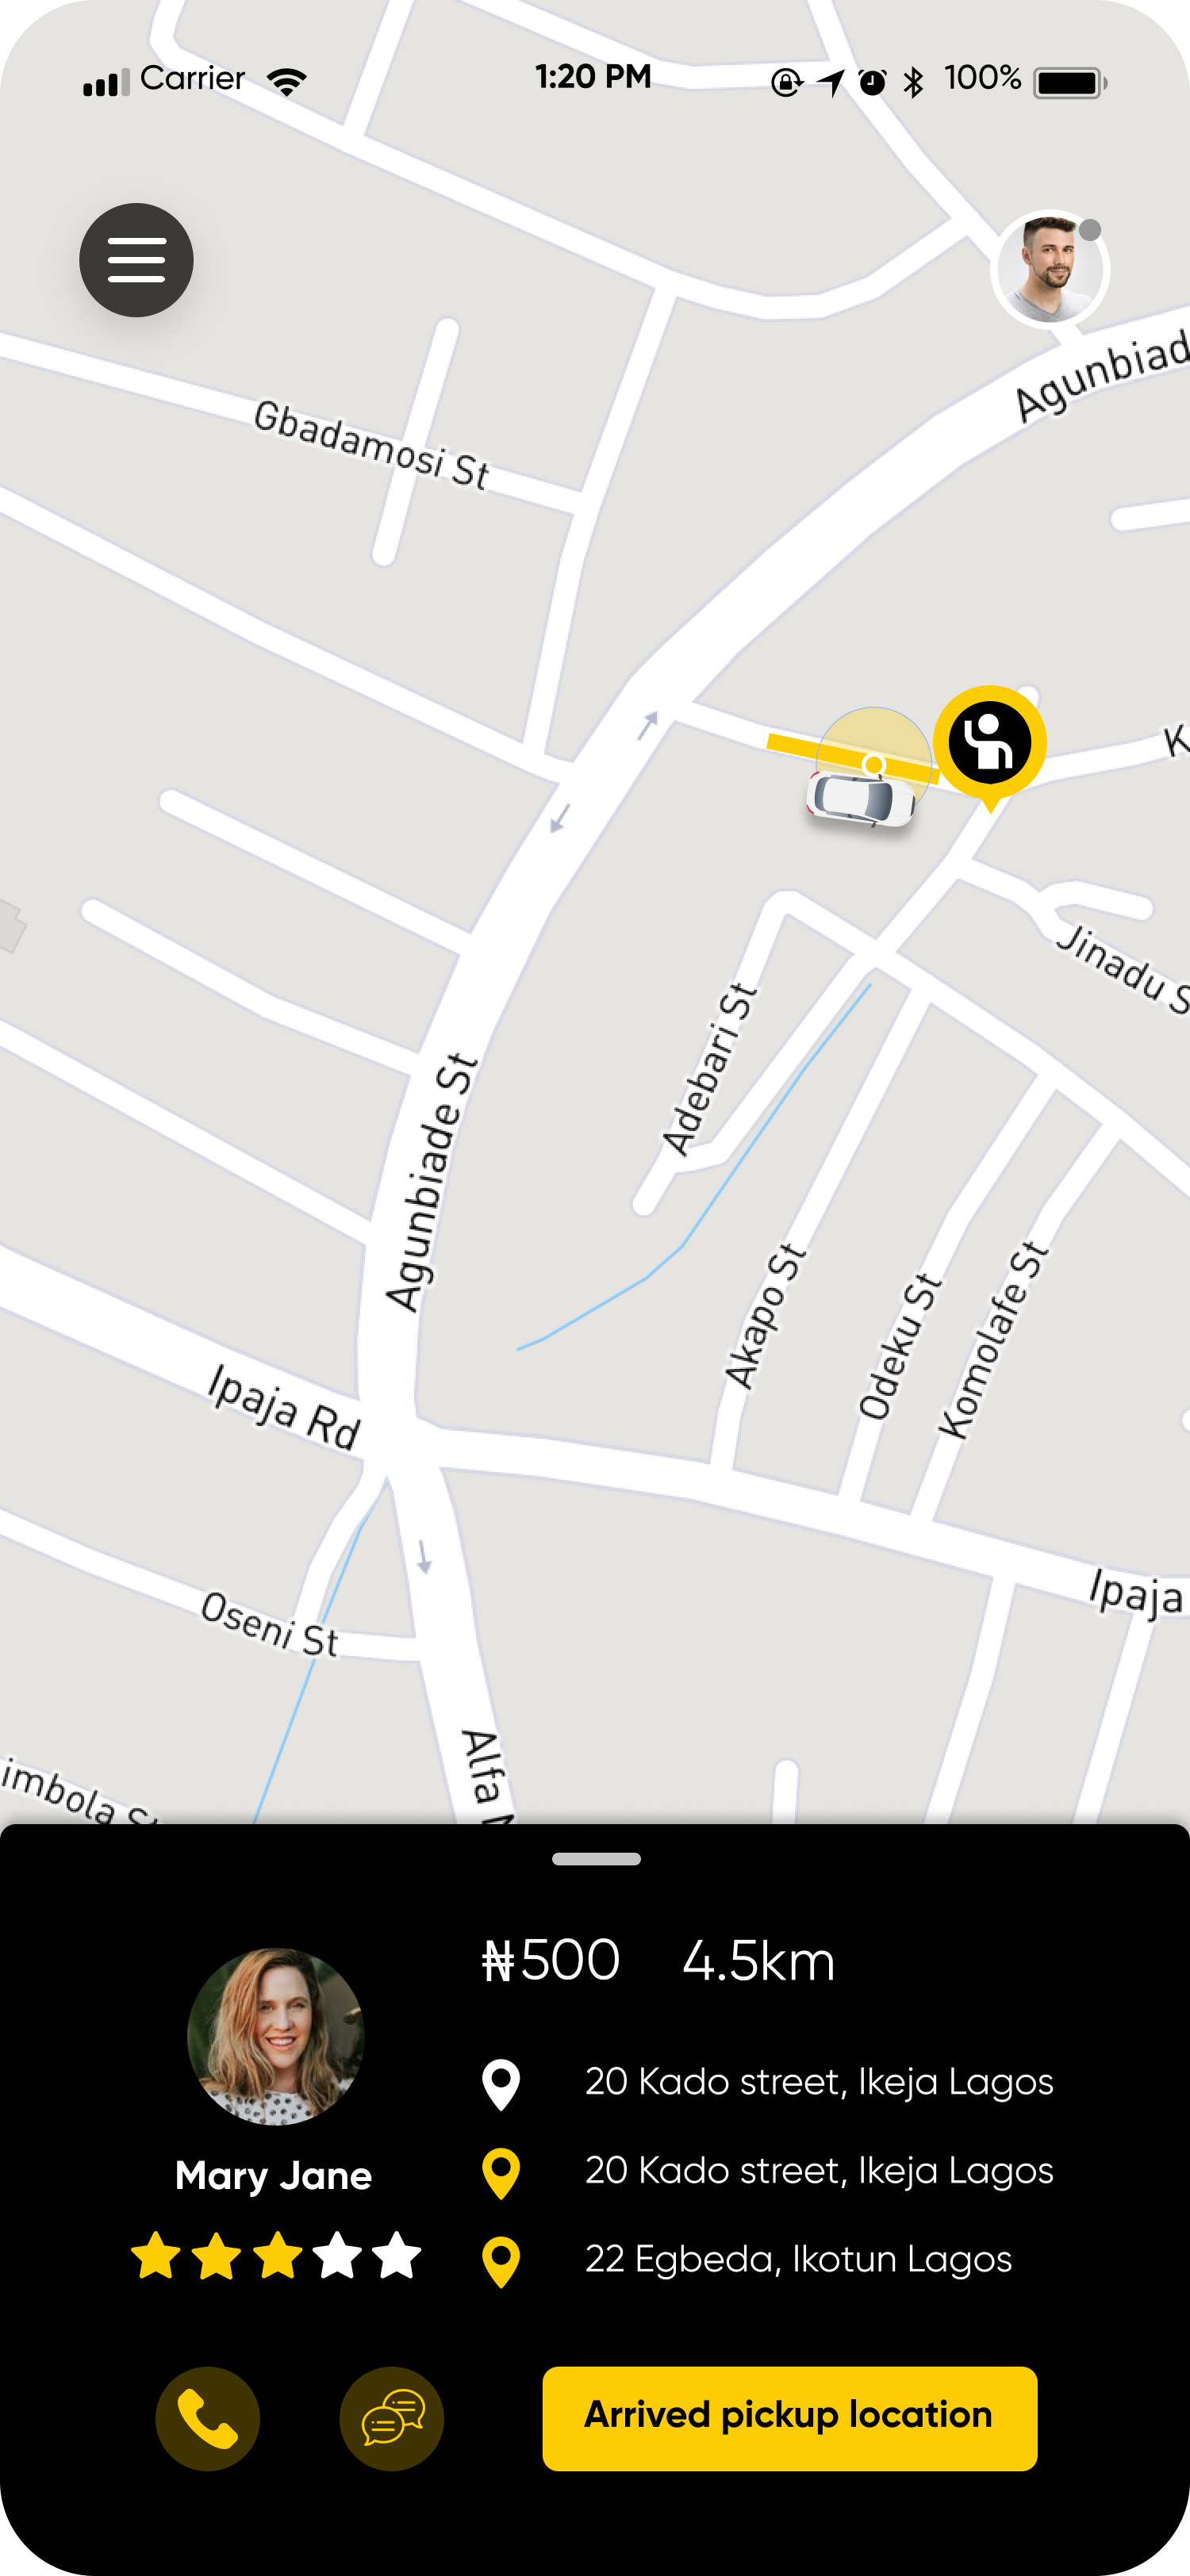 Carrier 1:20 PM 100%
Agunbiad
Gbadamosi St
K
Jinadu S
Adebari St
Agunbiade St
Akapo St
Odeku St
Komolafe St
Ipaja Rd
Ipaja
Oseni St
Alfa
imbola St
₦500 4.5km
20 Kado street, Ikeja Lagos
20 Kado street, Ikeja Lagos
Mary Jane
22 Egbeda, Ikotun Lagos
Arrived pickup location